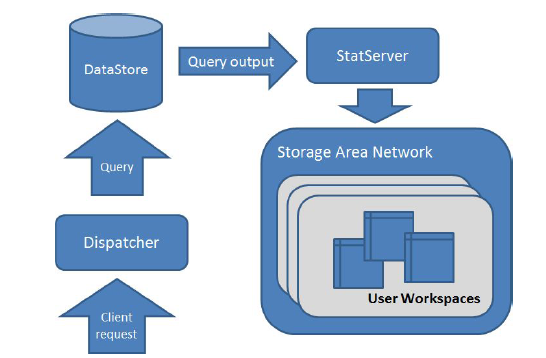 DataStore
Query output
StatServer
Storage Area Network
Query
Dispatcher
User Workspaces
Client
request